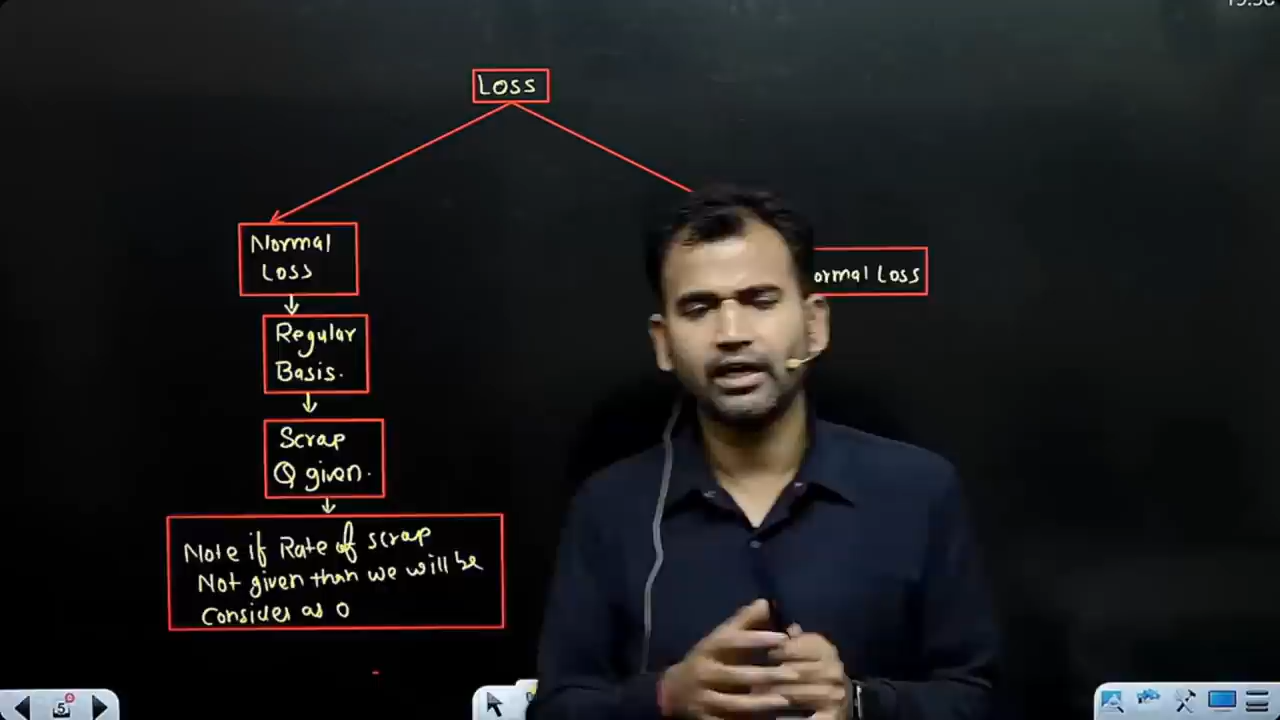 Loss
Normal
Loss
ormal Loss
Regular
Basis.
Scrap
Q given.
Note if Rate of scrap
Not given than we will be
Consider as 0
5